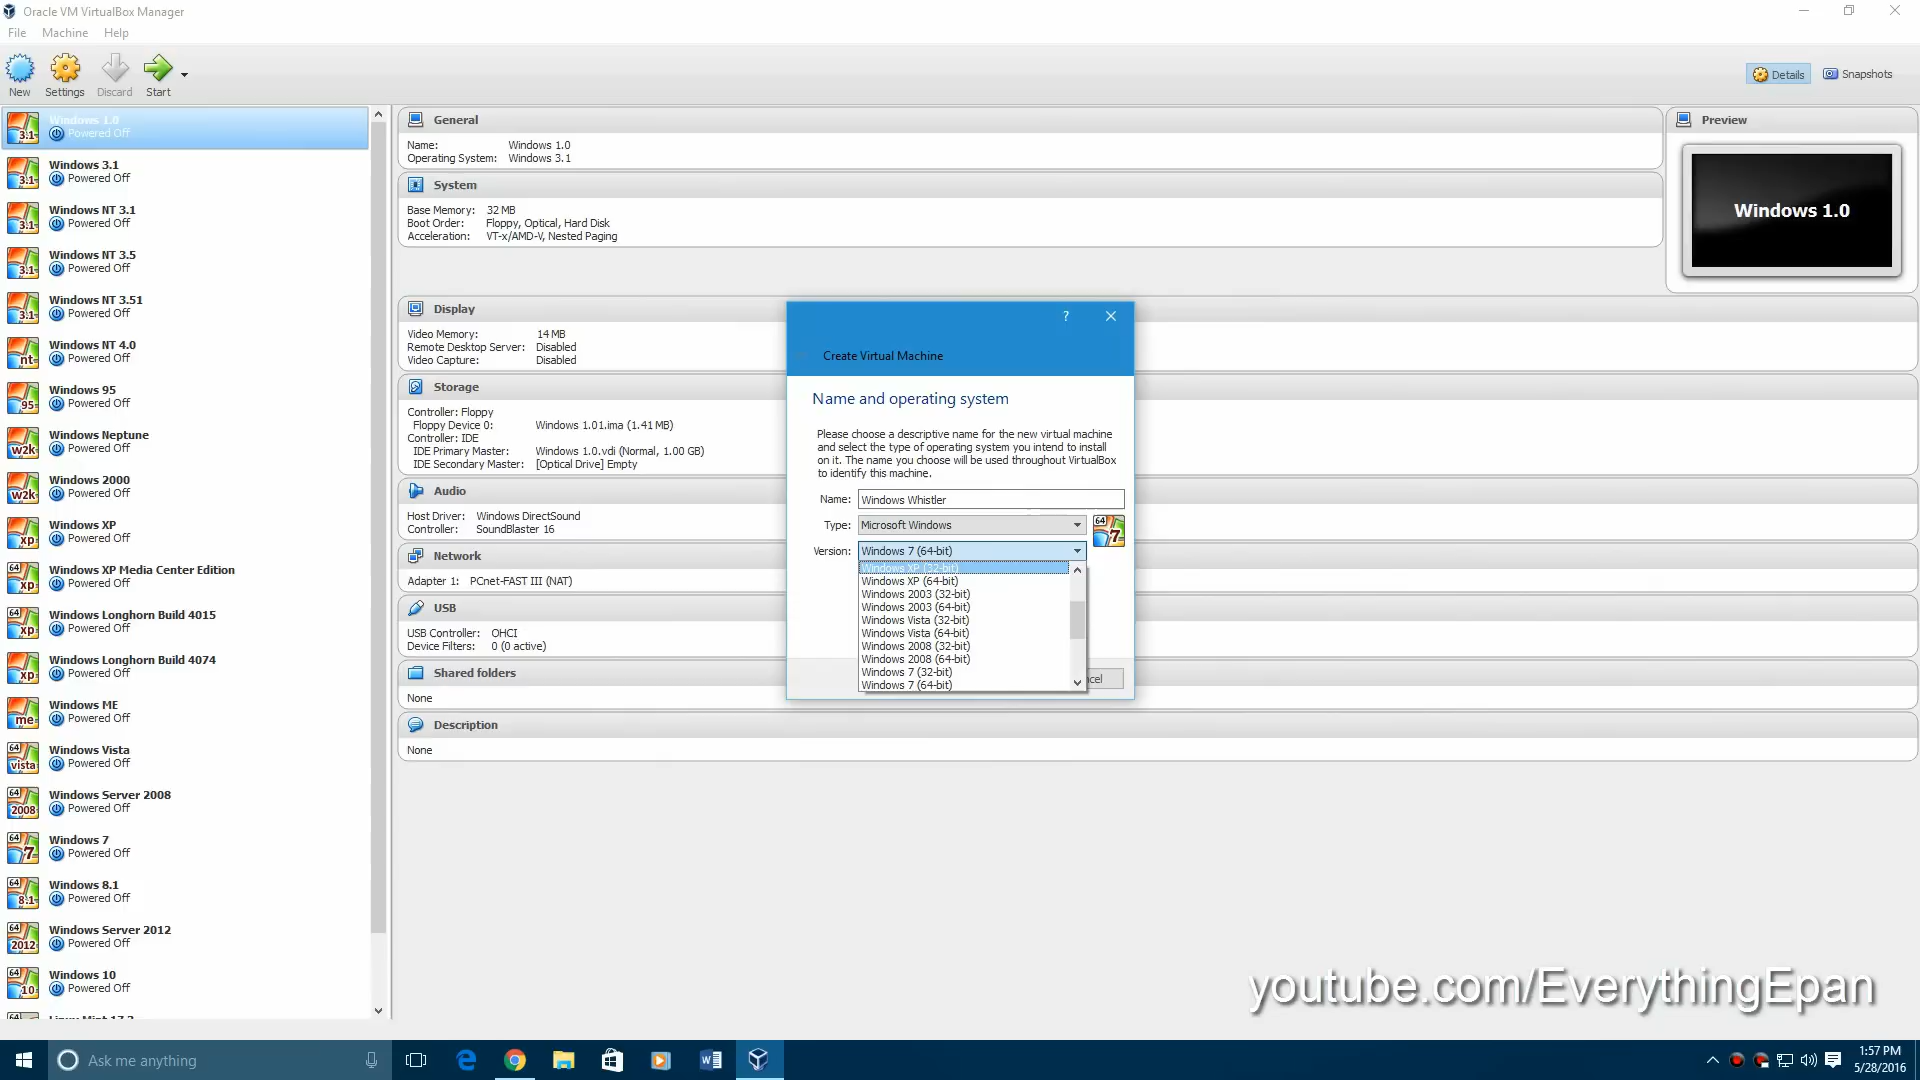 Oracle VM VirtualBox Manager
File Machine Help
New Settings Discard Start
Details Snapshots
Windows 1.0
Powered Off
Windows 3.1
Powered Off
Windows NT 3.1
Powered Off
Windows NT 3.5
Powered Off
Windows NT 3.51
Powered Off
Windows NT 4.0
Powered Off
Windows 95
Powered Off
Windows Neptune
Powered Off
Windows 2000
Powered Off
Windows XP
Powered Off
Windows XP Media Center Edition
Powered Off
Windows Longhorn Build 4015
Powered Off
Windows Longhorn Build 4074
Powered Off
Windows ME
Powered Off
Windows Vista
Powered Off
Windows Server 2008
Powered Off
Windows 7
Powered Off
Windows 8.1
Powered Off
Windows Server 2012
Powered Off
Windows 10
Powered Off
General
Name: Windows 1.0
Operating System: Windows 3.1
System
Base Memory: 32 MB
Boot Order: Floppy, Optical, Hard Disk
Acceleration: VT-x/AMD-V, Nested Paging
Preview
Windows 1.0
Display
Video Memory: 14 MB
Remote Desktop Server: Disabled
Video Capture: Disabled
Storage
Controller: Floppy
Floppy Device 0: Windows 1.01.ima (1.41 MB)
Controller: IDE
IDE Primary Master: Windows 1.0.vdi (Normal, 1.00 GB)
IDE Secondary Master: [Optical Drive] Empty
Audio
Host Driver: Windows DirectSound
Controller: SoundBlaster 16
Network
Adapter 1: PCnet-FAST III (NAT)
USB
USB Controller: OHCI
Device Filters: 0 (0 active)
Shared folders
None
Description
None
?
Create Virtual Machine
Name and operating system
Please choose a descriptive name for the new virtual machine
and select the type of operating system you intend to install
on it. The name you choose will be used throughout VirtualBox
to identify this machine.
Name: Windows Whistler
Type: Microsoft Windows
64 7
Version: Windows 7 (64-bit)
Windows XP (32-bit)
Windows XP (64-bit)
Windows 2003 (32-bit)
Windows 2003 (64-bit)
Windows Vista (32-bit)
Windows Vista (64-bit)
Windows 2008 (32-bit)
Windows 2008 (64-bit)
Windows 7 (32-bit)
Windows 7 (64-bit)
ncel
youtube.com/EverythingEpan
Ask me anything
1:57 PM
5/28/2016